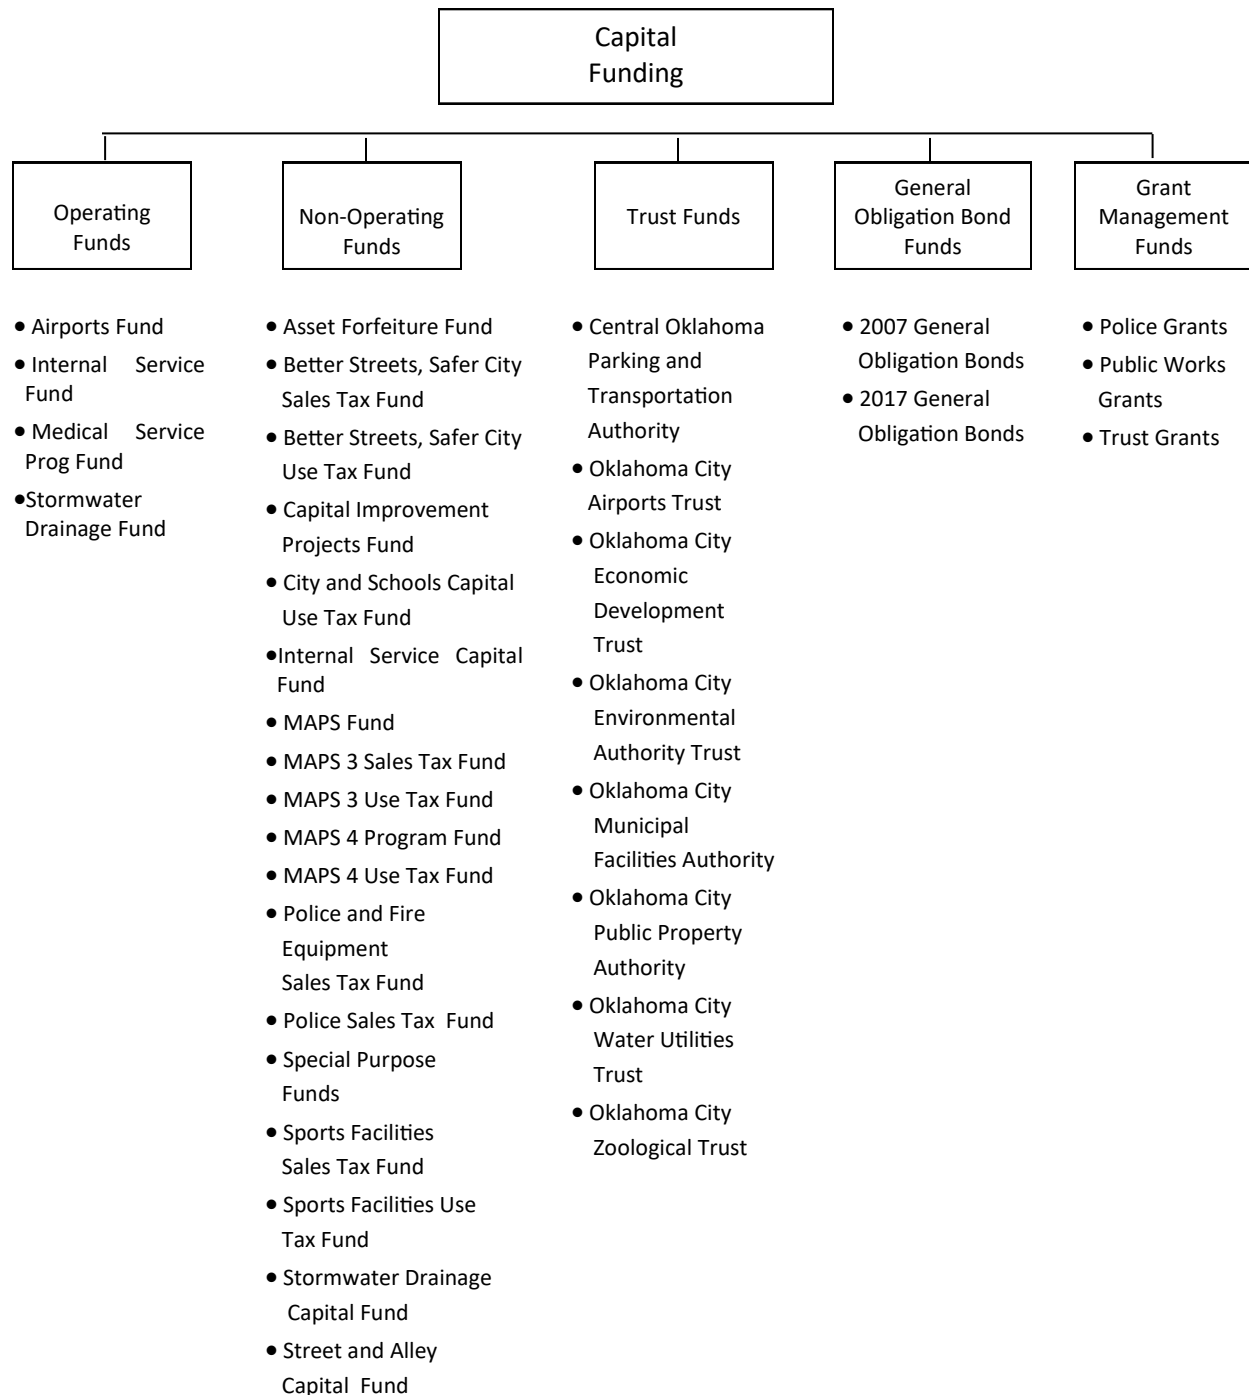 Capital
Funding
Operating
Funds
Non-Operating
Funds
Trust Funds
General
Obligation Bond
Funds
Grant
Management
Funds
• Airports Fund
• Internal Service
Fund
• Medical Service
Prog Fund
•Stormwater
Drainage Fund
• Asset Forfeiture Fund
• Better Streets, Safer City
Sales Tax Fund
• Better Streets, Safer City
Use Tax Fund
• Capital Improvement
Projects Fund
• City and Schools Capital
Use Tax Fund
•Internal Service Capital
Fund
• MAPS Fund
• MAPS 3 Sales Tax Fund
• MAPS 3 Use Tax Fund
• MAPS 4 Program Fund
• MAPS 4 Use Tax Fund
• Police and Fire
Equipment
Sales Tax Fund
• Police Sales Tax Fund
• Special Purpose
Funds
• Sports Facilities
Sales Tax Fund
• Sports Facilities Use
Tax Fund
• Stormwater Drainage
Capital Fund
• Street and Alley
Capital Fund
• Central Oklahoma
Parking and
Transportation
Authority
• Oklahoma City
Airports Trust
• Oklahoma City
Economic
Development
Trust
• Oklahoma City
Environmental
Authority Trust
• Oklahoma City
Municipal
Facilities Authority
• Oklahoma City
Public Property
Authority
• Oklahoma City
Water Utilities
Trust
• Oklahoma City
Zoological Trust
• 2007 General
Obligation Bonds
• 2017 General
Obligation Bonds
• Police Grants
• Public Works
Grants
• Trust Grants